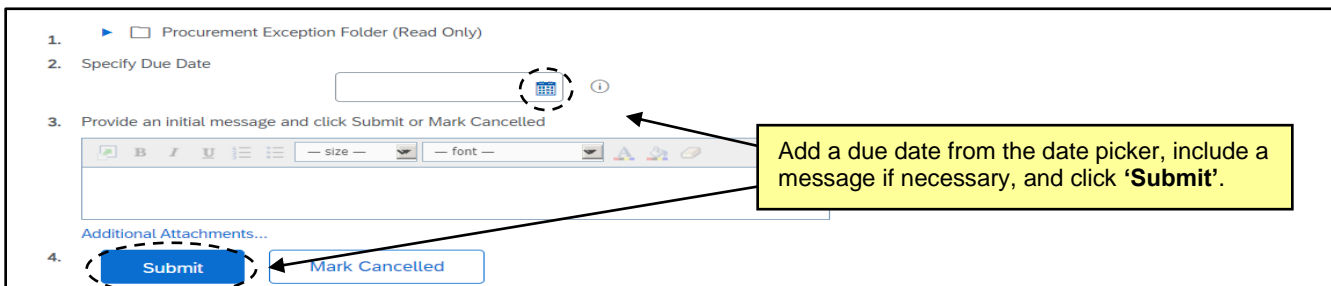 1. Procurement Exception Folder (Read Only)
2. Specify Due Date
3. Provide an initial message and click Submit or Mark Cancelled
B I U — size — — font — A
Add a due date from the date picker, include a
message if necessary, and click ‘Submit’.
Additional Attachments...
4. Submit Mark Cancelled